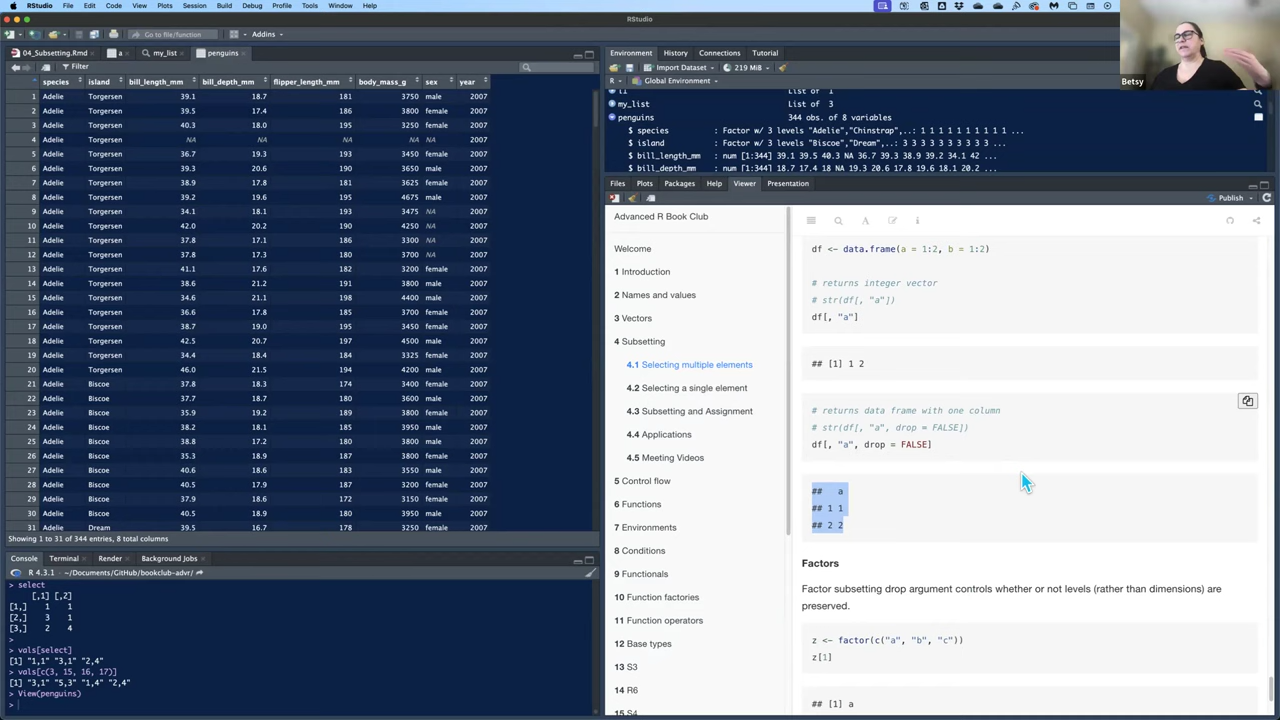 RStudio File Edit Code View Plots Session Build Debug Profile Tools Window Help
RStudio
Go to file/function Addins
04_Subsetting.Rmd a my_list penguins
Filter
species island bill_length_mm bill_depth_mm flipper_length_mm body_mass_g sex year
1 Adelie Torgersen 39.1 18.7 181 3750 male 2007
2 Adelie Torgersen 39.5 17.4 186 3800 female 2007
3 Adelie Torgersen 40.3 18.0 195 3250 female 2007
4 Adelie Torgersen NA NA NA NA NA 2007
5 Adelie Torgersen 36.7 19.3 193 3450 female 2007
6 Adelie Torgersen 39.3 20.6 190 3650 male 2007
7 Adelie Torgersen 38.9 17.8 181 3625 female 2007
8 Adelie Torgersen 39.2 19.6 195 4675 male 2007
9 Adelie Torgersen 34.1 18.1 193 3475 NA 2007
10 Adelie Torgersen 42.0 20.2 190 4250 NA 2007
11 Adelie Torgersen 37.8 17.1 186 3300 NA 2007
12 Adelie Torgersen 37.8 17.3 180 3700 NA 2007
13 Adelie Torgersen 41.1 17.6 182 3200 female 2007
14 Adelie Torgersen 38.6 21.2 191 3800 male 2007
15 Adelie Torgersen 34.6 21.1 198 4400 male 2007
16 Adelie Torgersen 36.6 17.8 185 3700 female 2007
17 Adelie Torgersen 38.7 19.0 195 3450 female 2007
18 Adelie Torgersen 42.5 20.7 197 4500 male 2007
19 Adelie Torgersen 34.4 18.4 184 3325 female 2007
20 Adelie Torgersen 46.0 21.5 194 4200 male 2007
21 Adelie Biscoe 37.8 18.3 174 3400 female 2007
22 Adelie Biscoe 37.7 18.7 180 3600 male 2007
23 Adelie Biscoe 35.9 19.2 189 3800 female 2007
24 Adelie Biscoe 38.2 18.1 185 3950 male 2007
25 Adelie Biscoe 38.8 17.2 180 3800 male 2007
26 Adelie Biscoe 35.3 18.9 187 3800 female 2007
27 Adelie Biscoe 40.6 18.6 183 3550 male 2007
28 Adelie Biscoe 40.5 17.9 187 3200 female 2007
29 Adelie Biscoe 37.9 18.6 172 3150 female 2007
30 Adelie Biscoe 40.5 18.9 180 3950 male 2007
31 Adelie Dream 39.5 16.7 178 3250 female 2007
Showing 1 to 31 of 344 entries, 8 total columns
Console Terminal Render Background Jobs
R 4.3.1 · ~/Documents/GitHub/bookclub-advr/
> select
[,1] [,2]
[1,] 1 1
[2,] 3 1
[3,] 2 4
>
> vals[select]
[1] "1,1" "3,1" "2,4"
> vals[c(3, 15, 16, 17)]
[1] "3,1" "5,3" "1,4" "2,4"
> View(penguins)
>
Environment History Connections Tutorial
Import Dataset 219 MiB
R Global Environment
li List of 1
my_list List of 3
penguins 344 obs. of 8 variables
$ species : Factor w/ 3 levels "Adelie","Chinstrap",..: 1 1 1 1 1 1 1 1 1 1 ...
$ island : Factor w/ 3 levels "Biscoe","Dream",..: 3 3 3 3 3 3 3 3 3 3 ...
$ bill_length_mm : num [1:344] 39.1 39.5 40.3 NA 36.7 39.3 38.9 39.2 34.1 42 ...
$ bill_depth_mm : num [1:344] 18.7 17.4 18 NA 19.3 20.6 17.8 19.6 18.1 20.2 ...
Betsy
Files Plots Packages Help Viewer Presentation
Publish
Advanced R Book Club
Welcome
1 Introduction
2 Names and values
3 Vectors
4 Subsetting
4.1 Selecting multiple elements
4.2 Selecting a single element
4.3 Subsetting and Assignment
4.4 Applications
4.5 Meeting Videos
5 Control flow
6 Functions
7 Environments
8 Conditions
9 Functionals
10 Function factories
11 Function operators
12 Base types
13 S3
14 R6
15 S4
df <- data.frame(a = 1:2, b = 1:2)
# returns integer vector
# str(df[, "a"])
df[, "a"]
## [1] 1 2
# returns data frame with one column
# str(df[, "a", drop = FALSE])
df[, "a", drop = FALSE]
## a
## 1 1
## 2 2
Factors
Factor subsetting drop argument controls whether or not levels (rather than dimensions) are
preserved.
z <- factor(c("a", "b", "c"))
z[1]
## [1] a